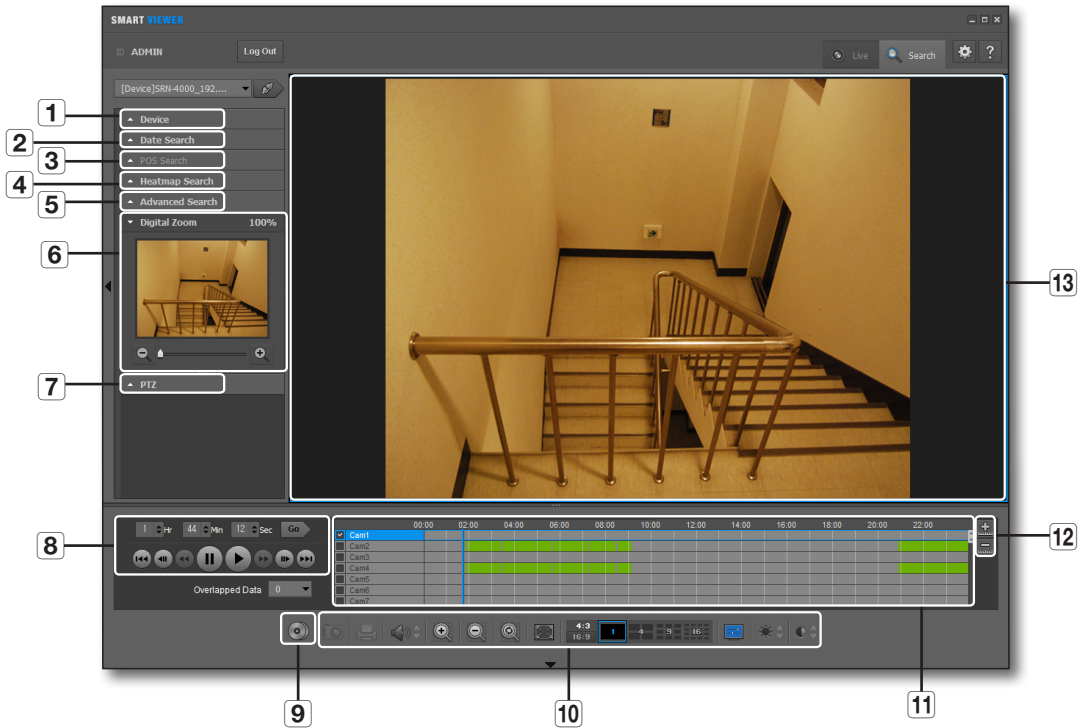 SMART VIEWER
ID ADMIN
Log Out
Live
Search
?
[Device]SRN-4000_192....
1
Device
2
Date Search
3
POS Search
4
Heatmap Search
5
Advanced Search
6
Digital Zoom 100%
7
PTZ
13
8
1 Hr 44 Min 12 Sec Go
00:00 02:00 04:00 06:00 08:00 10:00 12:00 14:00 16:00 18:00 20:00 22:00
Cam1
Cam2
Cam3
Cam4
Cam5
Cam6
Cam7
12
Overlapped Data 0
4:3
16:9
1 4 9 16
9
10
11